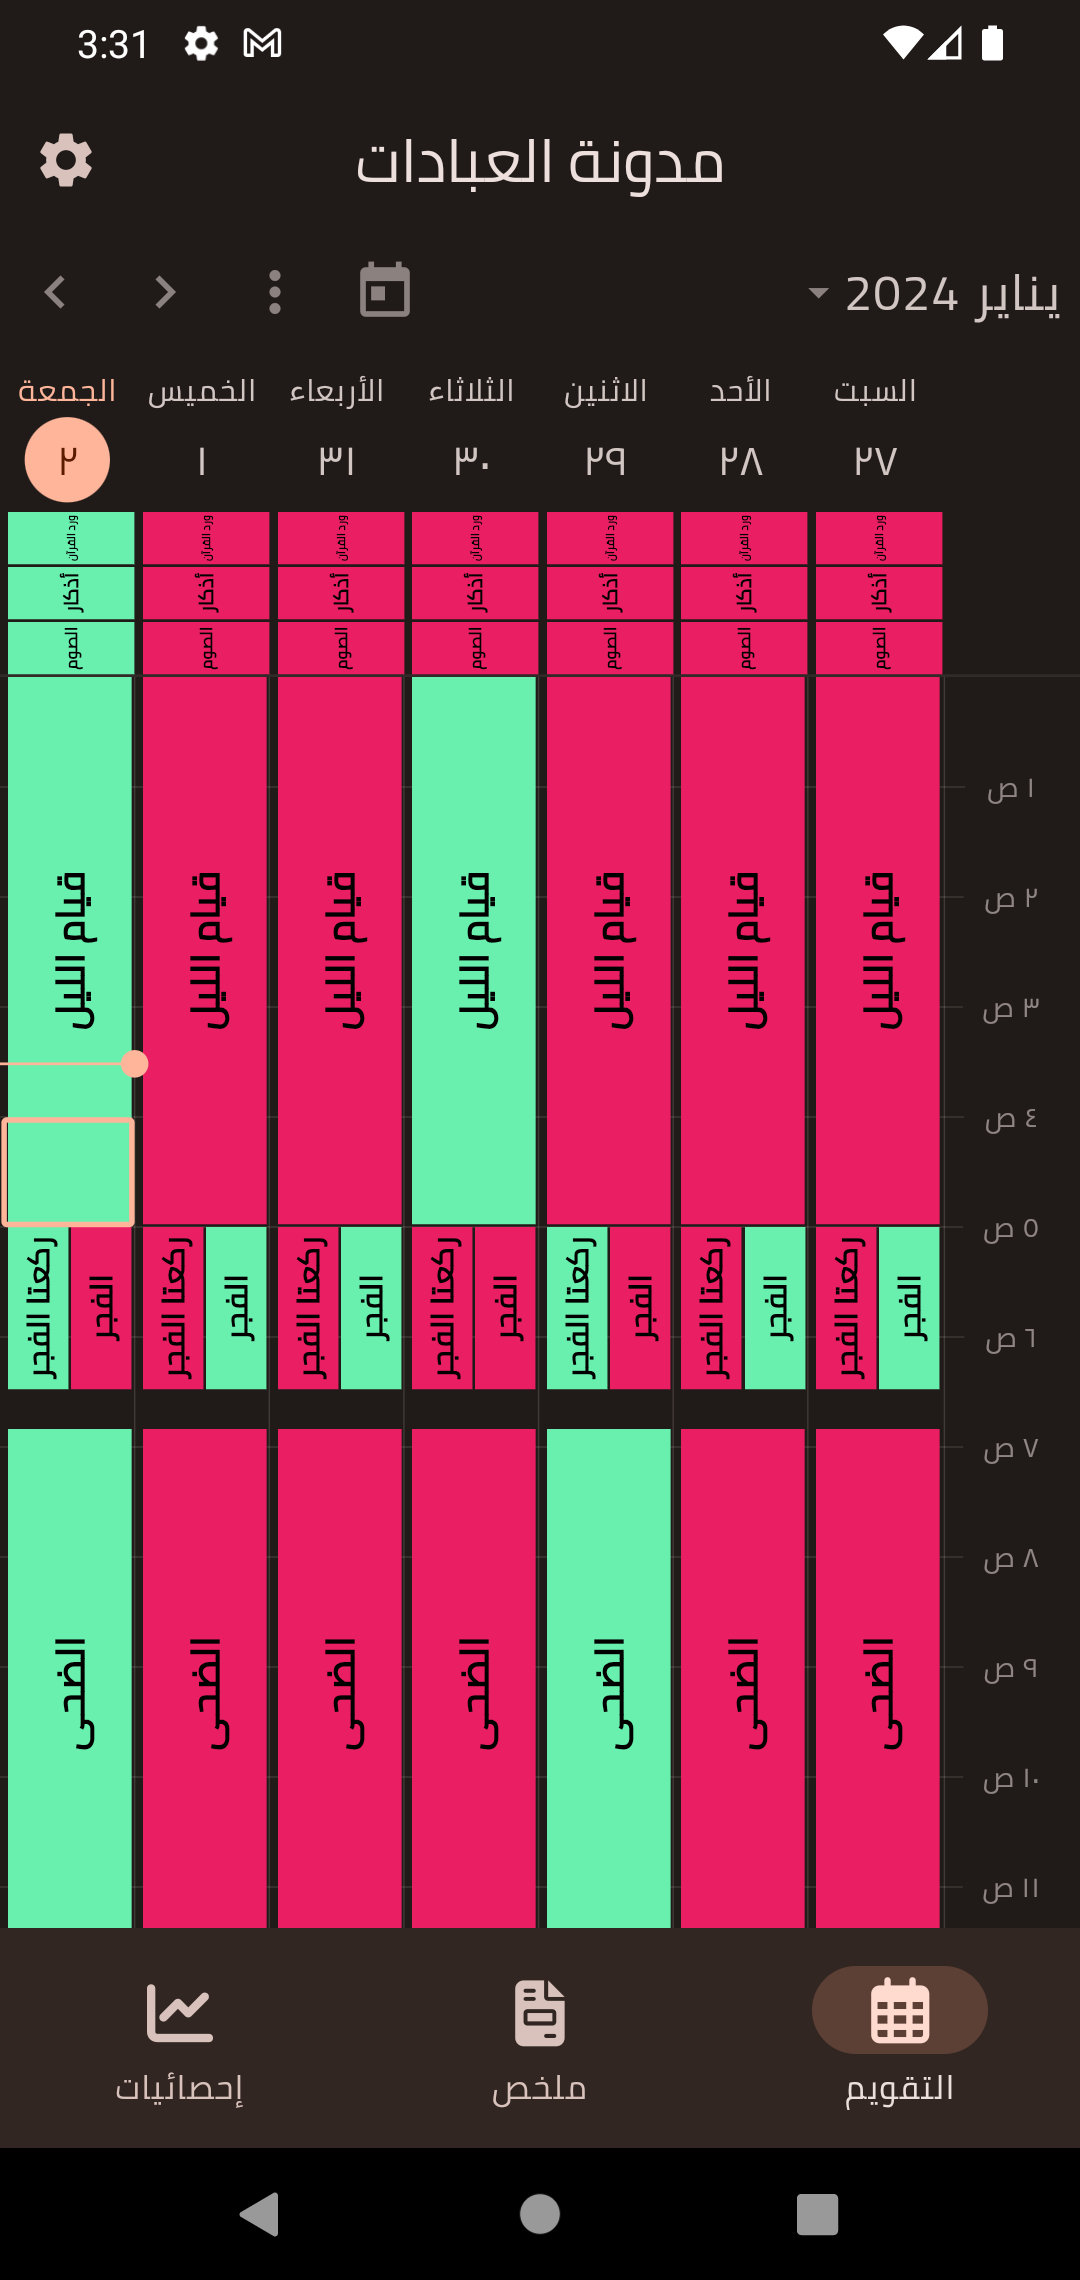 3:31
مدونة العبادات
يناير 2024
السبت الأحد الاثنين الثلاثاء الأربعاء الخميس الجمعة
٢٧ ٢٨ ٢٩ ٣٠ ٣١ ١ ٢
ورد القرآن ورد القرآن ورد القرآن ورد القرآن ورد القرآن ورد القرآن ورد القرآن
أذكار أذكار أذكار أذكار أذكار أذكار أذكار
الصوم الصوم الصوم الصوم الصوم الصوم الصوم
١ ص
٢ ص
قيام الليل قيام الليل قيام الليل قيام الليل قيام الليل قيام الليل قيام الليل
٣ ص
٤ ص
٥ ص
الفجر ركعتا الفجر الفجر ركعتا الفجر الفجر ركعتا الفجر الفجر ركعتا الفجر الفجر ركعتا الفجر الفجر ركعتا الفجر الفجر ركعتا الفجر
٦ ص
٧ ص
٨ ص
٩ ص
الضحى الضحى الضحى الضحى الضحى الضحى الضحى
١٠ ص
١١ ص
التقويم ملخص إحصائيات